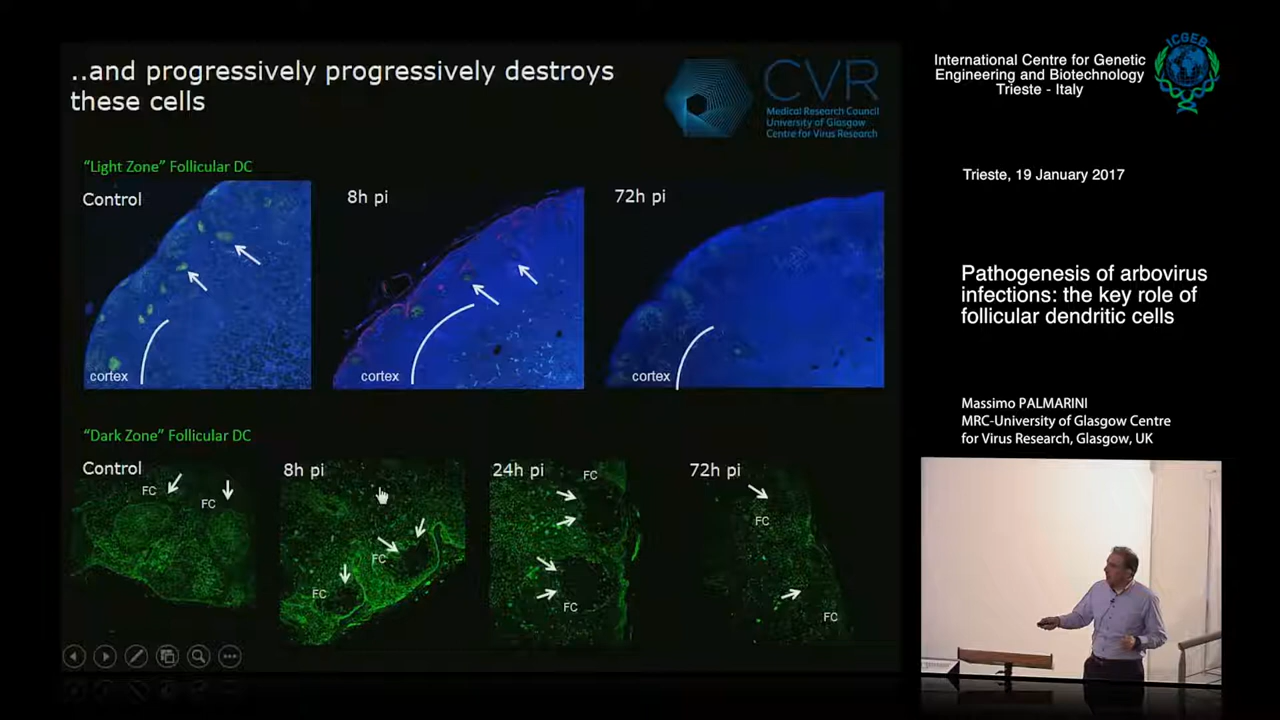 ..and progressively progressively destroys
these cells
CVR
Medical Research Council
University of Glasgow
Centre for Virus Research
"Light Zone" Follicular DC
Control
8h pi
72h pi
cortex
cortex
cortex
"Dark Zone" Follicular DC
Control
8h pi
24h pi
72h pi
FC
FC
FC
FC
FC
FC
FC
FC
International Centre for Genetic
Engineering and Biotechnology
Trieste - Italy
ICGEB
Trieste, 19 January 2017
Pathogenesis of arbovirus
infections: the key role of
follicular dendritic cells
Massimo PALMARINI
MRC-University of Glasgow Centre
for Virus Research, Glasgow, UK